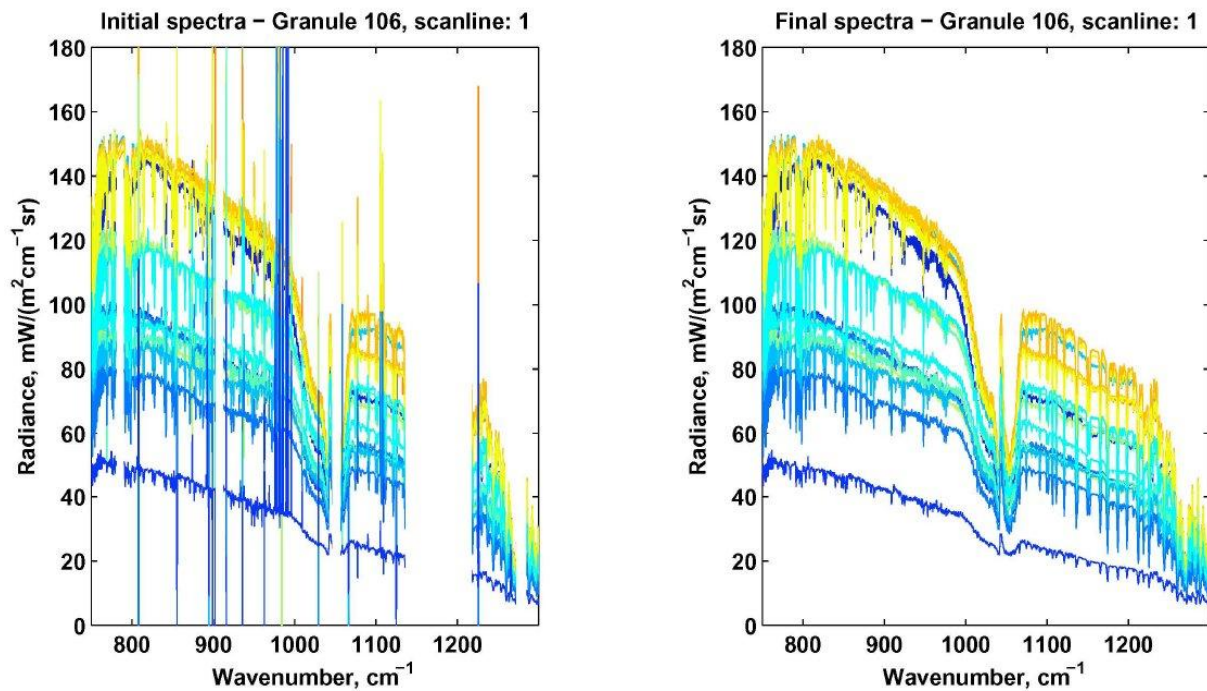 Initial spectra − Granule 106, scanline: 1
180
160
140
120
100
80
60
40
20
0
Radiance, mW/(m²cm⁻¹sr)
800 900 1000 1100 1200
Wavenumber, cm⁻¹
Final spectra − Granule 106, scanline: 1
180
160
140
120
100
80
60
40
20
0
Radiance, mW/(m²cm⁻¹sr)
800 900 1000 1100 1200
Wavenumber, cm⁻¹